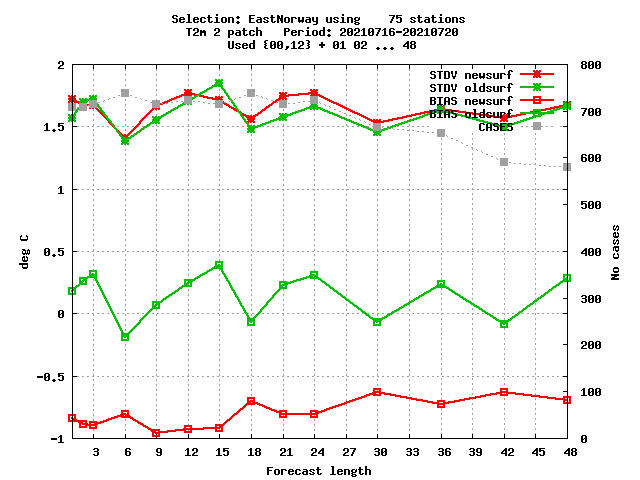 Selection: EastNorway using    75 stations
T2m 2 patch   Period: 20210716-20210720
Used {00,12} + 01 02 ... 48
2
1.5
1
0.5
0
-0.5
-1
deg C
800
700
600
500
400
300
200
100
0
No cases
STDV newsurf
STDV oldsurf
BIAS newsurf
BIAS oldsurf
CASES
3 6 9 12 15 18 21 24 27 30 33 36 39 42 45 48
Forecast length